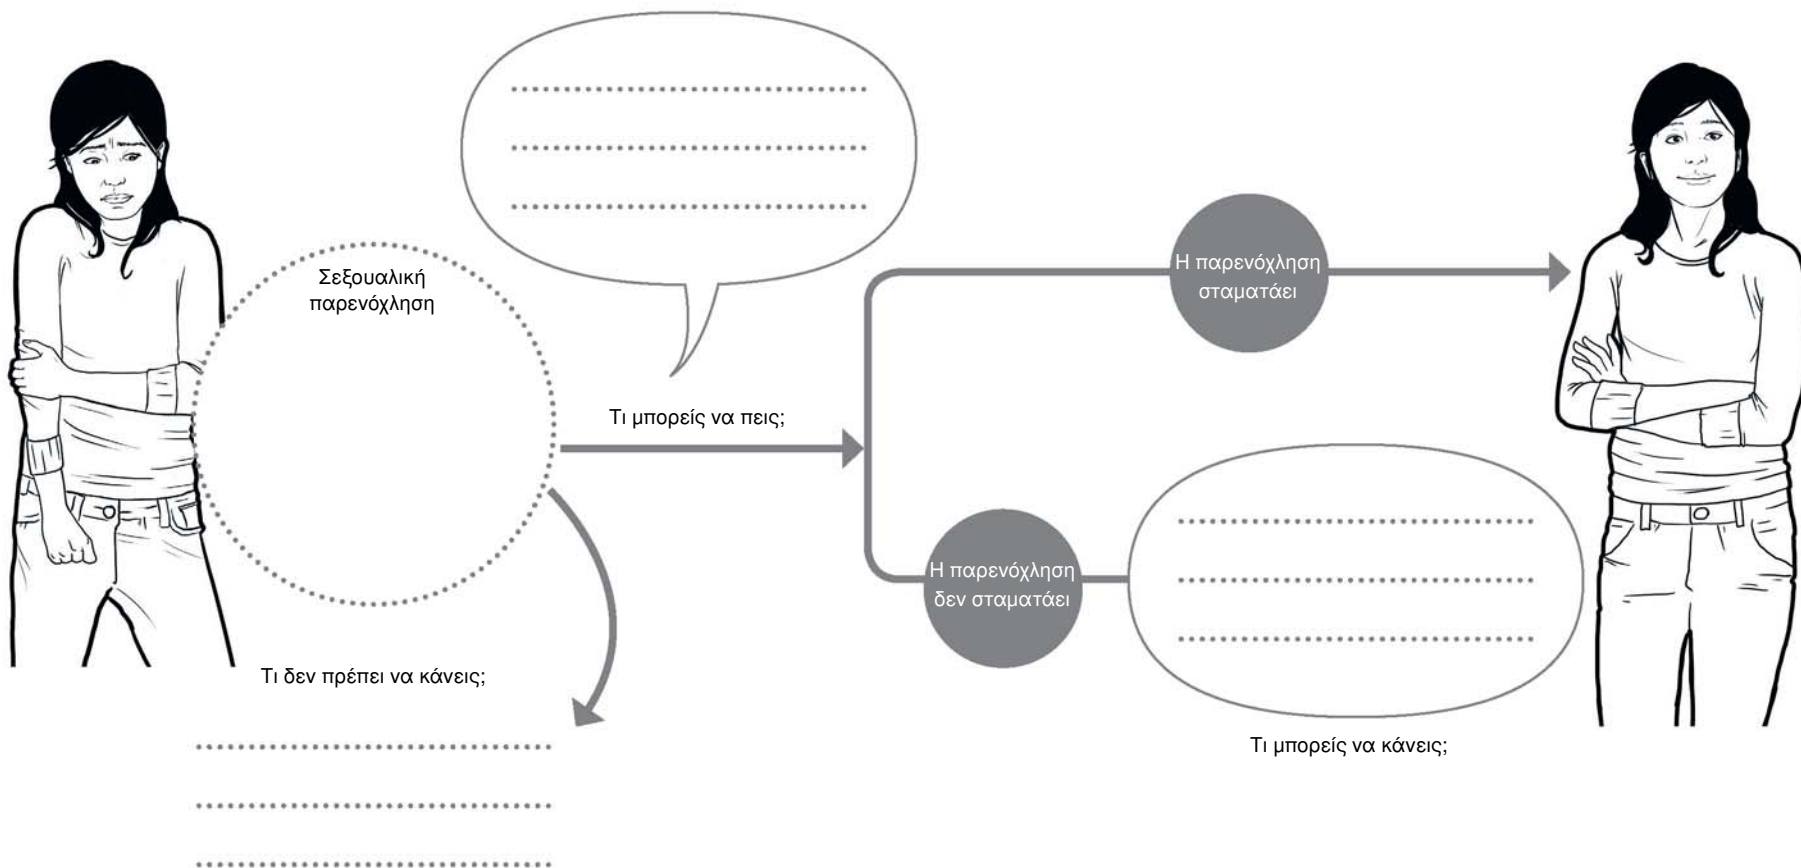 Σεξουαλική
παρενόχληση
Τι μπορείς να πεις;
Η παρενόχληση
σταματάει
Η παρενόχληση
δεν σταματάει
Τι δεν πρέπει να κάνεις;
Τι μπορείς να κάνεις;